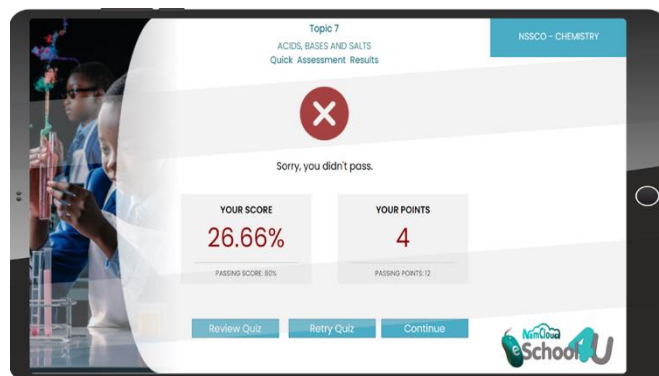 Topic 7
ACIDS, BASES AND SALTS
Quick Assessment Results
NSSCO - CHEMISTRY
Sorry, you didn't pass.
YOUR SCORE
26.66%
PASSING SCORE: 80%
YOUR POINTS
4
PASSING POINTS: 12
Review Quiz
Retry Quiz
Continue
NamCloud
eSchool4U